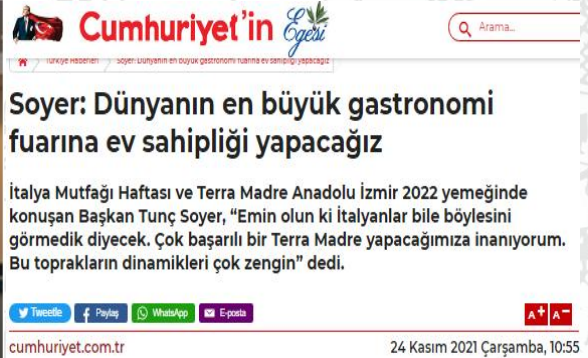 Cumhuriyet'in Egesi
Arama...
Türkiye Haberleri
Soyer: Dünyanın en büyük gastronomi fuarına ev sahipliği yapacağız
Soyer: Dünyanın en büyük gastronomi
fuarına ev sahipliği yapacağız
İtalya Mutfağı Haftası ve Terra Madre Anadolu İzmir 2022 yemeğinde
konuşan Başkan Tunç Soyer, “Emin olun ki İtalyanlar bile böylesini
görmedik diyecek. Çok başarılı bir Terra Madre yapacağımıza inanıyorum.
Bu toprakların dinamikleri çok zengin” dedi.
Tweetle Paylaş WhatsApp E-posta
A+ A-
cumhuriyet.com.tr
24 Kasım 2021 Çarşamba, 10:55